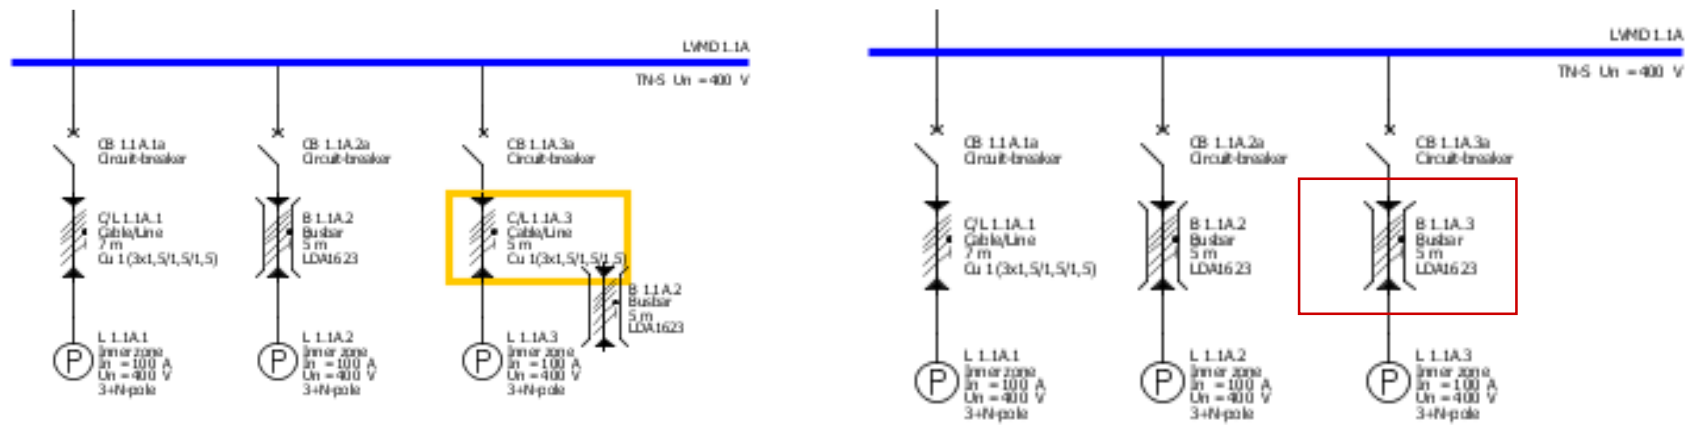 LVMD 1.1A
TN-S Un = 400 V
CB 1.1A.1a
Circuit-breaker
CB 1.1A.2a
Circuit-breaker
CB 1.1A.3a
Circuit-breaker
C/L 1.1A.1
Cable/Line
7 m
Cu 1(3x1,5/1,5/1,5)
B 1.1A.2
Busbar
5 m
LDA1623
C/L 1.1A.3
Cable/Line
5 m
Cu 1(3x1,5/1,5/1,5)
B 1.1A.2
Busbar
5 m
LDA1623
P
L 1.1A.1
Inner zone
In = 100 A
Un = 400 V
3+N-pole
P
L 1.1A.2
Inner zone
In = 100 A
Un = 400 V
3+N-pole
P
L 1.1A.3
Inner zone
In = 100 A
Un = 400 V
3+N-pole
LVMD 1.1A
TN-S Un = 400 V
CB 1.1A.1a
Circuit-breaker
CB 1.1A.2a
Circuit-breaker
CB 1.1A.3a
Circuit-breaker
C/L 1.1A.1
Cable/Line
7 m
Cu 1(3x1,5/1,5/1,5)
B 1.1A.2
Busbar
5 m
LDA1623
B 1.1A.3
Busbar
5 m
LDA1623
P
L 1.1A.1
Inner zone
In = 100 A
Un = 400 V
3+N-pole
P
L 1.1A.2
Inner zone
In = 100 A
Un = 400 V
3+N-pole
P
L 1.1A.3
Inner zone
In = 100 A
Un = 400 V
3+N-pole